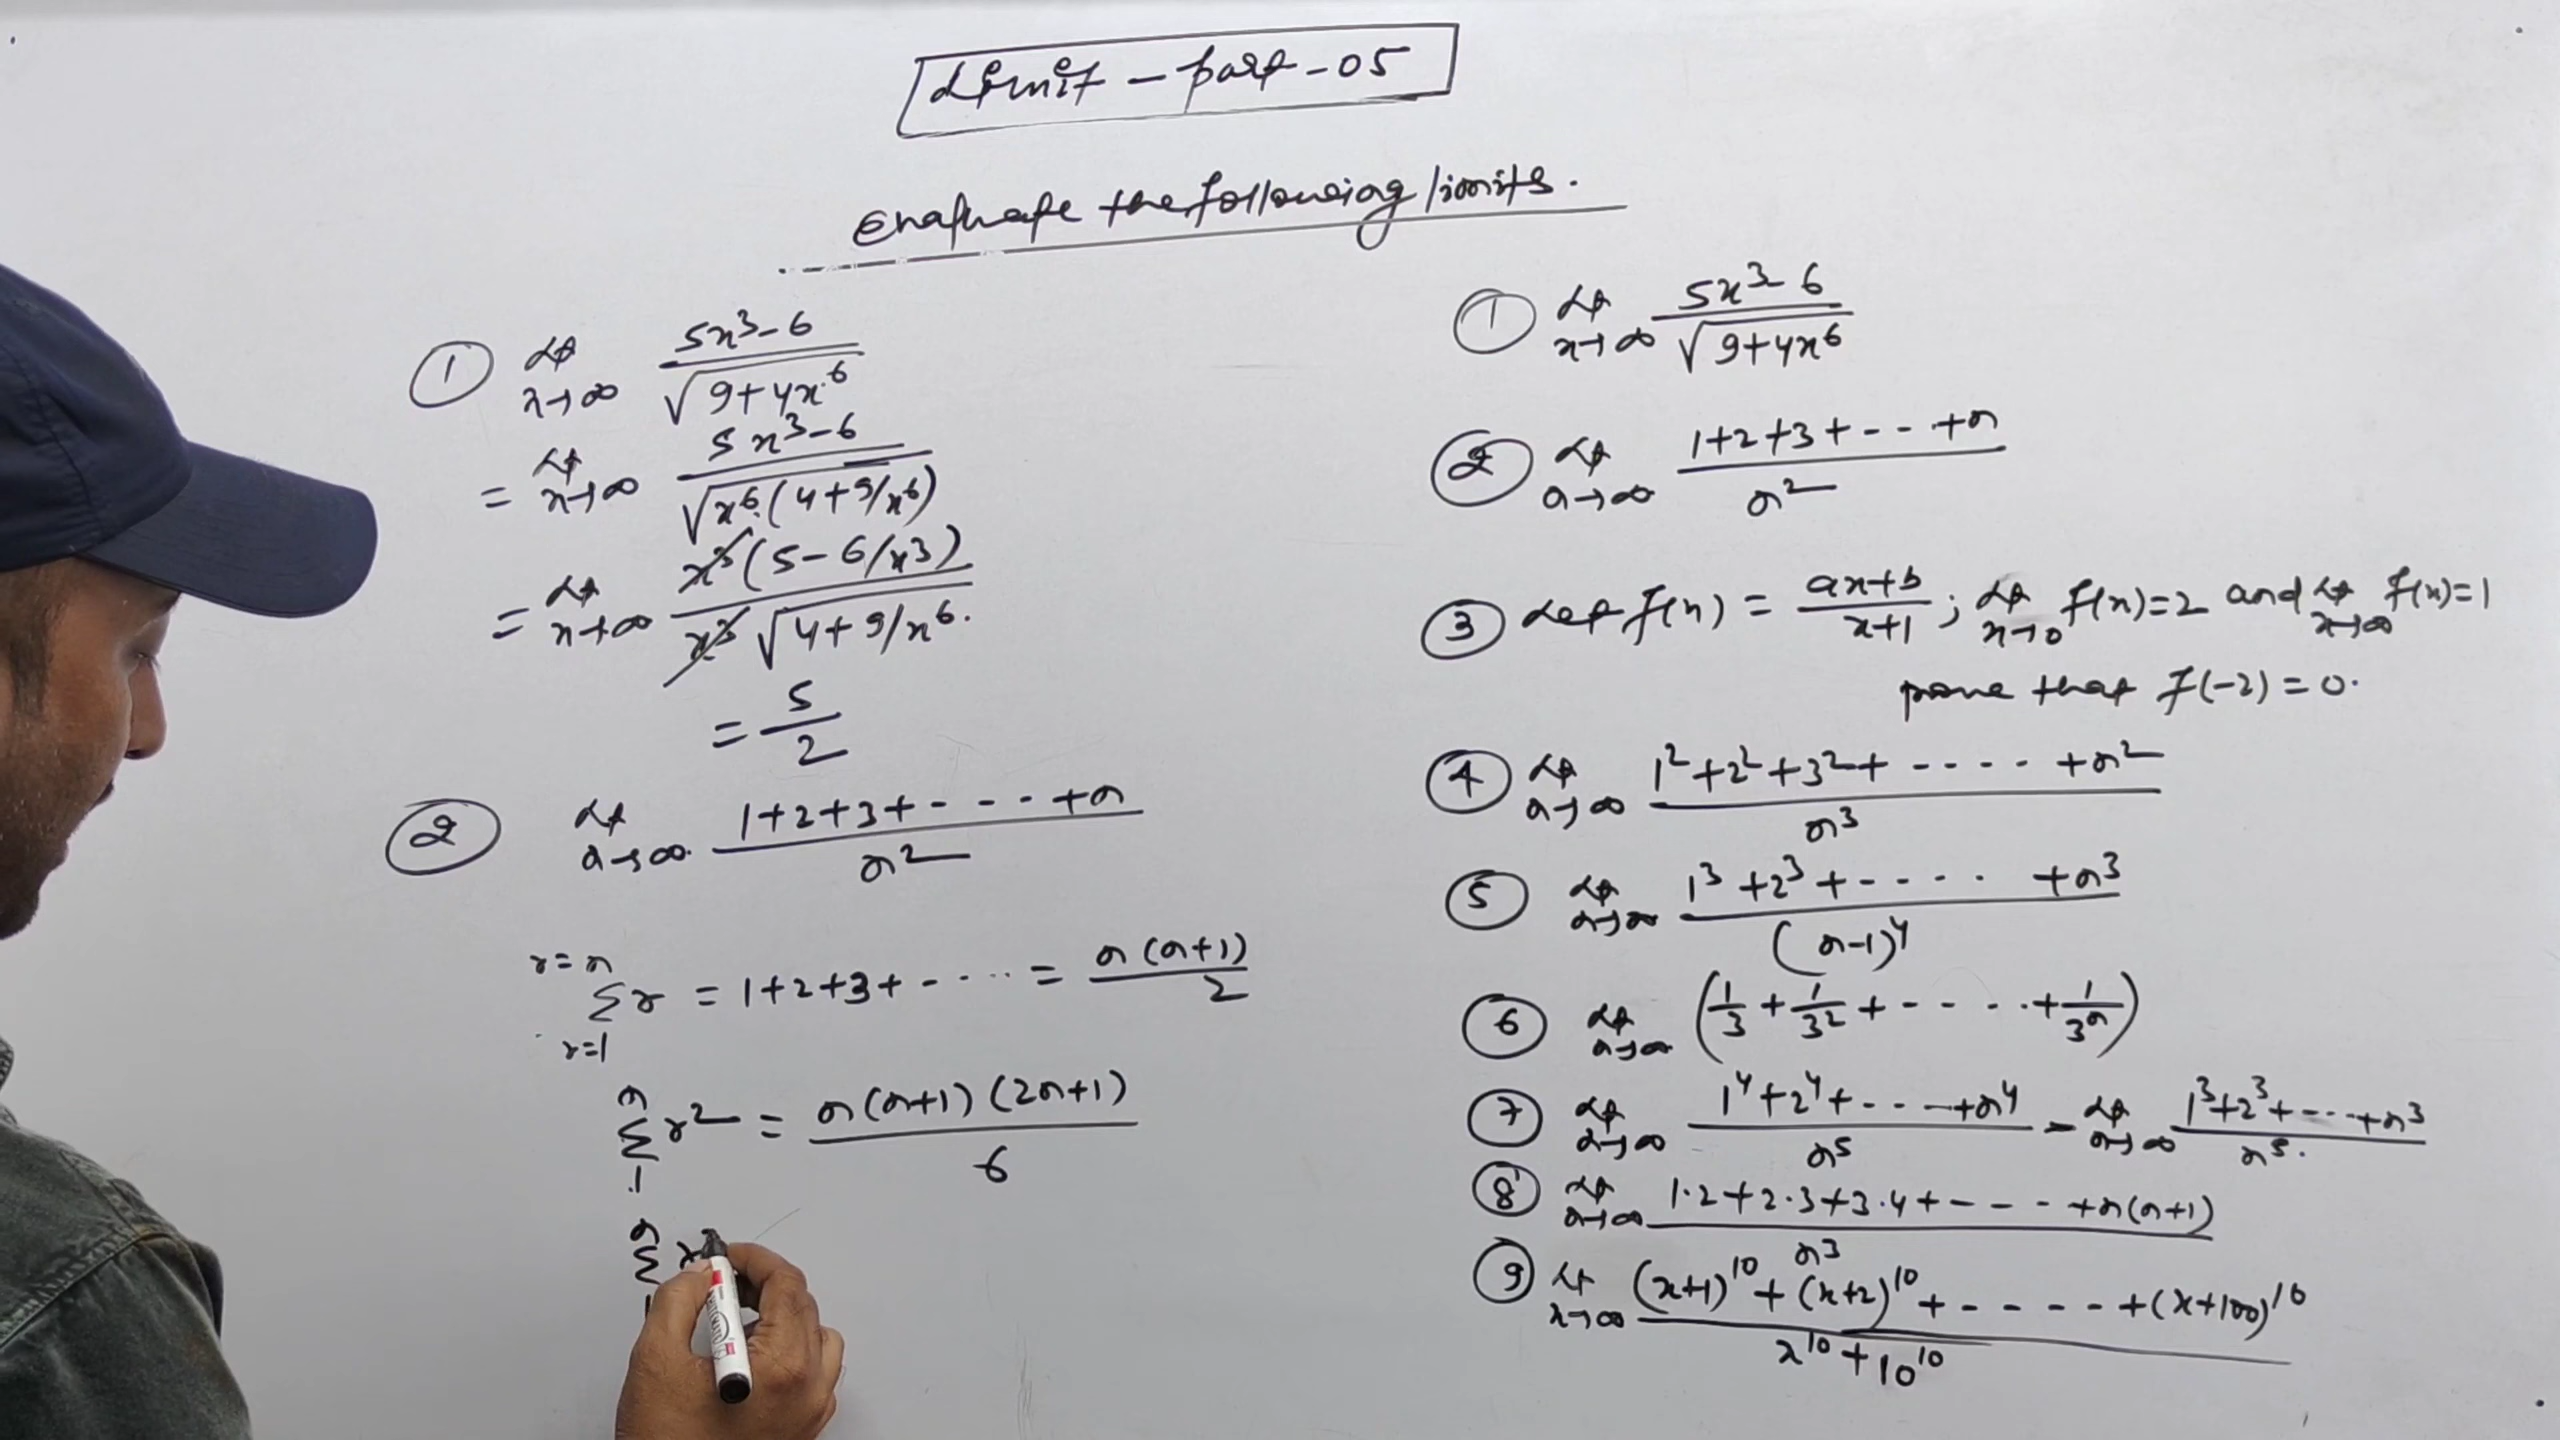 Limit - part - 05
Evaluate the following limits.
① Lt x→∞ (5x³-6)/√(9+4x⁶)
= Lt x→∞ (5x³-6)/√(x⁶(4+9/x⁶))
= Lt x→∞ x³(5-6/x³)/(x³√(4+9/x⁶))
= 5/2
② Lt n→∞ (1+2+3+---+n)/n²
r=n Σ r=1 r = 1+2+3+----- = n(n+1)/2
n Σ 1 r² = n(n+1)(2n+1)/6
n Σ 1 r
① Lt x→∞ (5x³-6)/√(9+4x⁶)
② Lt n→∞ (1+2+3+---+n)/n²
③ Let f(x) = (ax+b)/(x+1); Lt x→0 f(x)=2 and Lt x→∞ f(x)=1
prove that f(-2)=0.
④ Lt n→∞ (1²+2²+3²+-----+n²)/n³
⑤ Lt n→∞ (1³+2³+-----+n³)/(n-1)⁴
⑥ Lt n→∞ (1/3+1/3²+-----+1/3ⁿ)
⑦ Lt n→∞ (1⁴+2⁴+----+n⁴)/n⁵ - Lt n→∞ (1³+2³+----+n³)/n⁵.
⑧ Lt n→∞ (1·2+2·3+3·4+----+n(n+1))/n³
⑨ Lt x→∞ ((x+1)¹⁰+(x+2)¹⁰+-----+(x+100)¹⁰)/(x¹⁰+10¹⁰)